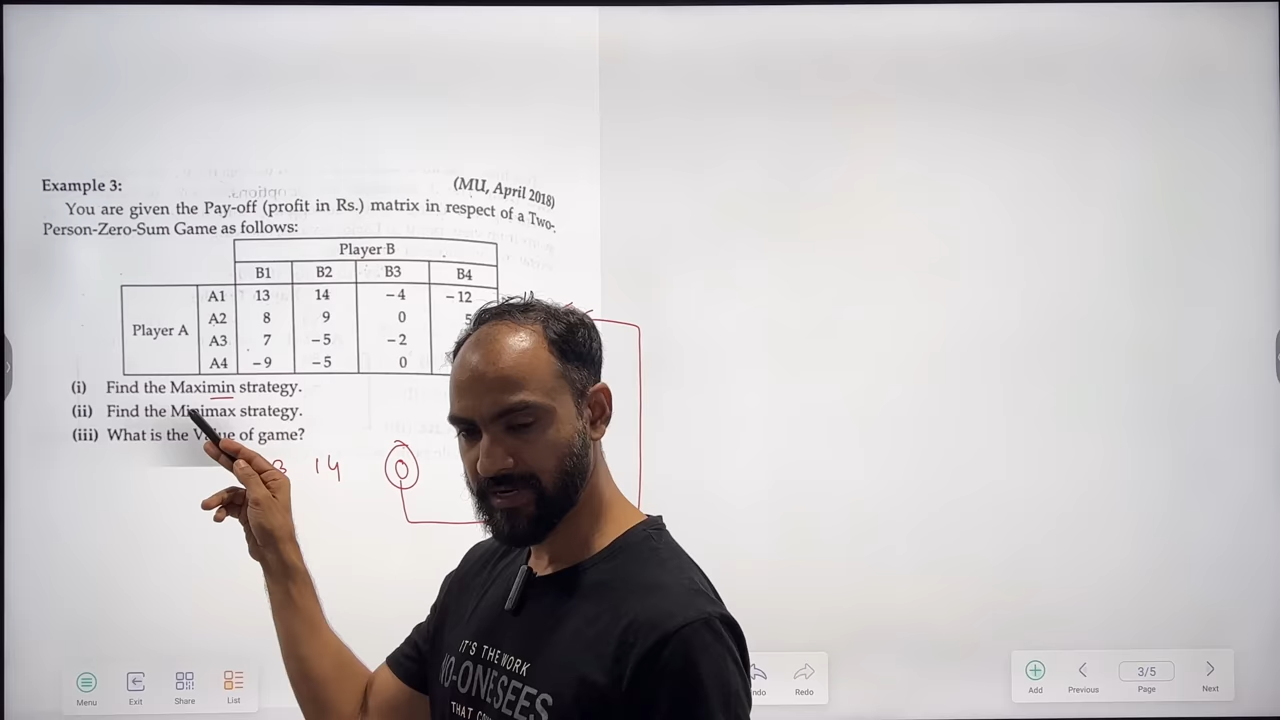 Example 3:
(MU, April 2018)
You are given the Pay-off (profit in Rs.) matrix in respect of a Two-
Person-Zero-Sum Game as follows:
Player B
B1 B2 B3 B4
Player A
A1 13 14 -4 -12
A2 8 9 0 5
A3 7 -5 -2
A4 -9 -5 0
(i) Find the Maximin strategy.
(ii) Find the Minimax strategy.
(iii) What is the Value of game?
14 0
IT'S THE WORK
NO-ONE SEES
THAT
Menu Exit Share List
Redo
Add Previous 3/5 Next
Page